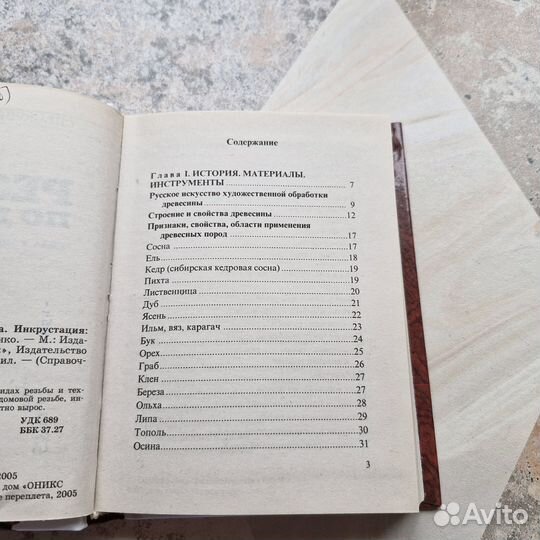 а. Инкрустация:
нко. — М.: Изда-
к», Издательство
ил. — (Справоч-
идах резьбы и тех-
домовой резьбе, ин-
тно вырос.
УДК 689
ББК 37.27
2005
дом «ОНИКС
е переплета, 2005
Содержание
Глава I. ИСТОРИЯ. МАТЕРИАЛЫ.
ИНСТРУМЕНТЫ 7
Русское искусство художественной обработки
древесины 9
Строение и свойства древесины 12
Признаки, свойства, области применения
древесных пород 17
Сосна 17
Ель 18
Кедр (сибирская кедровая сосна) 19
Пихта 19
Лиственница 20
Дуб 21
Ясень 22
Ильм, вяз, карагач 23
Бук 24
Орех 25
Граб 26
Клен 27
Береза 27
Ольха 28
Липа 29
Тополь 30
Осина 31
3
Avito